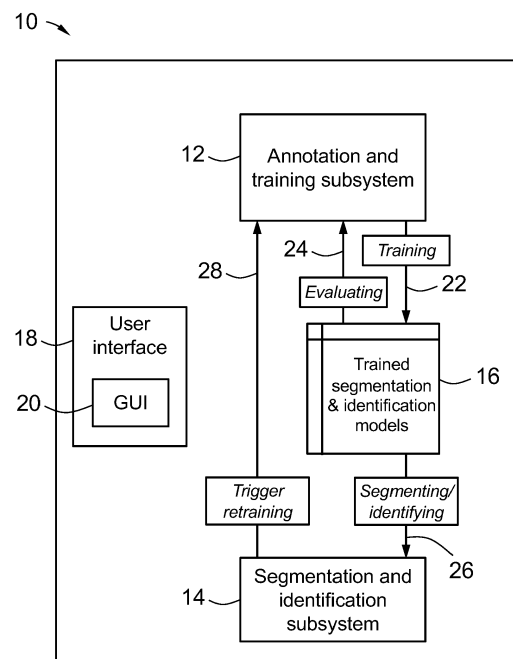 10
12
Annotation and
training subsystem
24
Training
28
Evaluating
22
18
User
interface
20
GUI
Trained
segmentation
& identification
models
16
Trigger
retraining
Segmenting/
identifying
26
14
Segmentation and
identification
subsystem